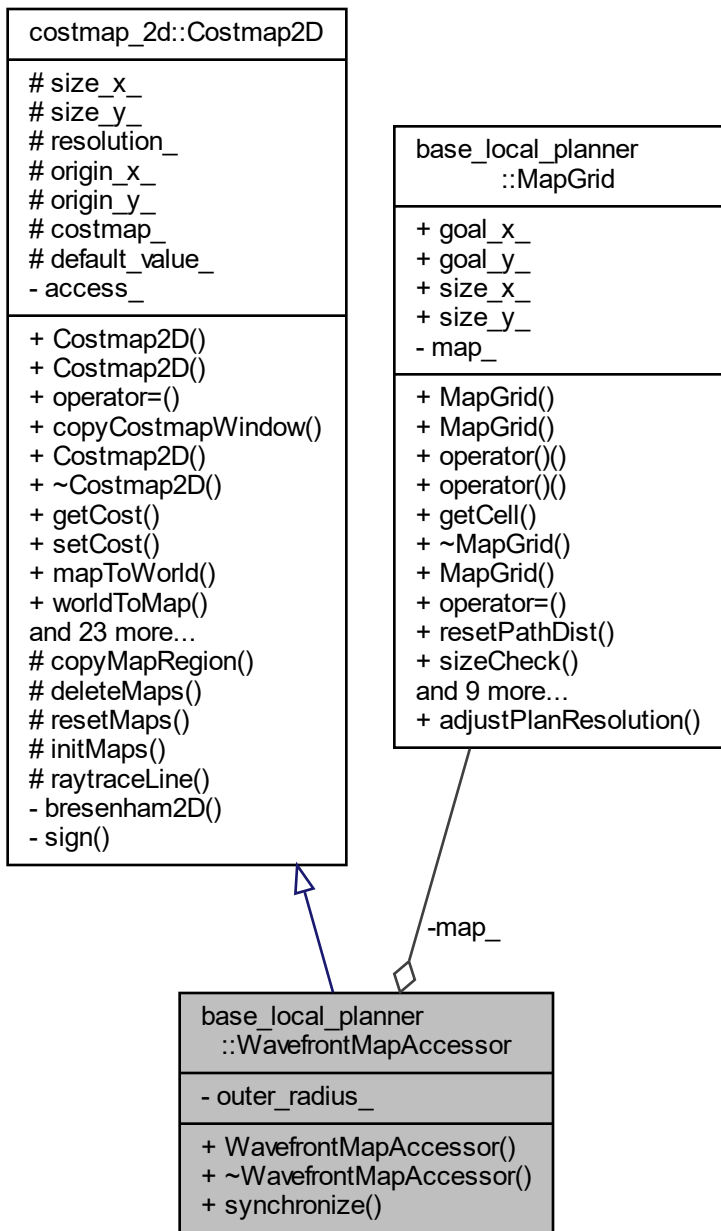 costmap_2d::Costmap2D
# size_x_
# size_y_
# resolution_
# origin_x_
# origin_y_
# costmap_
# default_value_
- access_
+ Costmap2D()
+ Costmap2D()
+ operator=()
+ copyCostmapWindow()
+ Costmap2D()
+ ~Costmap2D()
+ getCost()
+ setCost()
+ mapToWorld()
+ worldToMap()
and 23 more...
# copyMapRegion()
# deleteMaps()
# resetMaps()
# initMaps()
# raytraceLine()
- bresenham2D()
- sign()
base_local_planner
::MapGrid
+ goal_x_
+ goal_y_
+ size_x_
+ size_y_
- map_
+ MapGrid()
+ MapGrid()
+ operator()()
+ operator()()
+ getCell()
+ ~MapGrid()
+ MapGrid()
+ operator=()
+ resetPathDist()
+ sizeCheck()
and 9 more...
+ adjustPlanResolution()
-map_
base_local_planner
::WavefrontMapAccessor
- outer_radius_
+ WavefrontMapAccessor()
+ ~WavefrontMapAccessor()
+ synchronize()